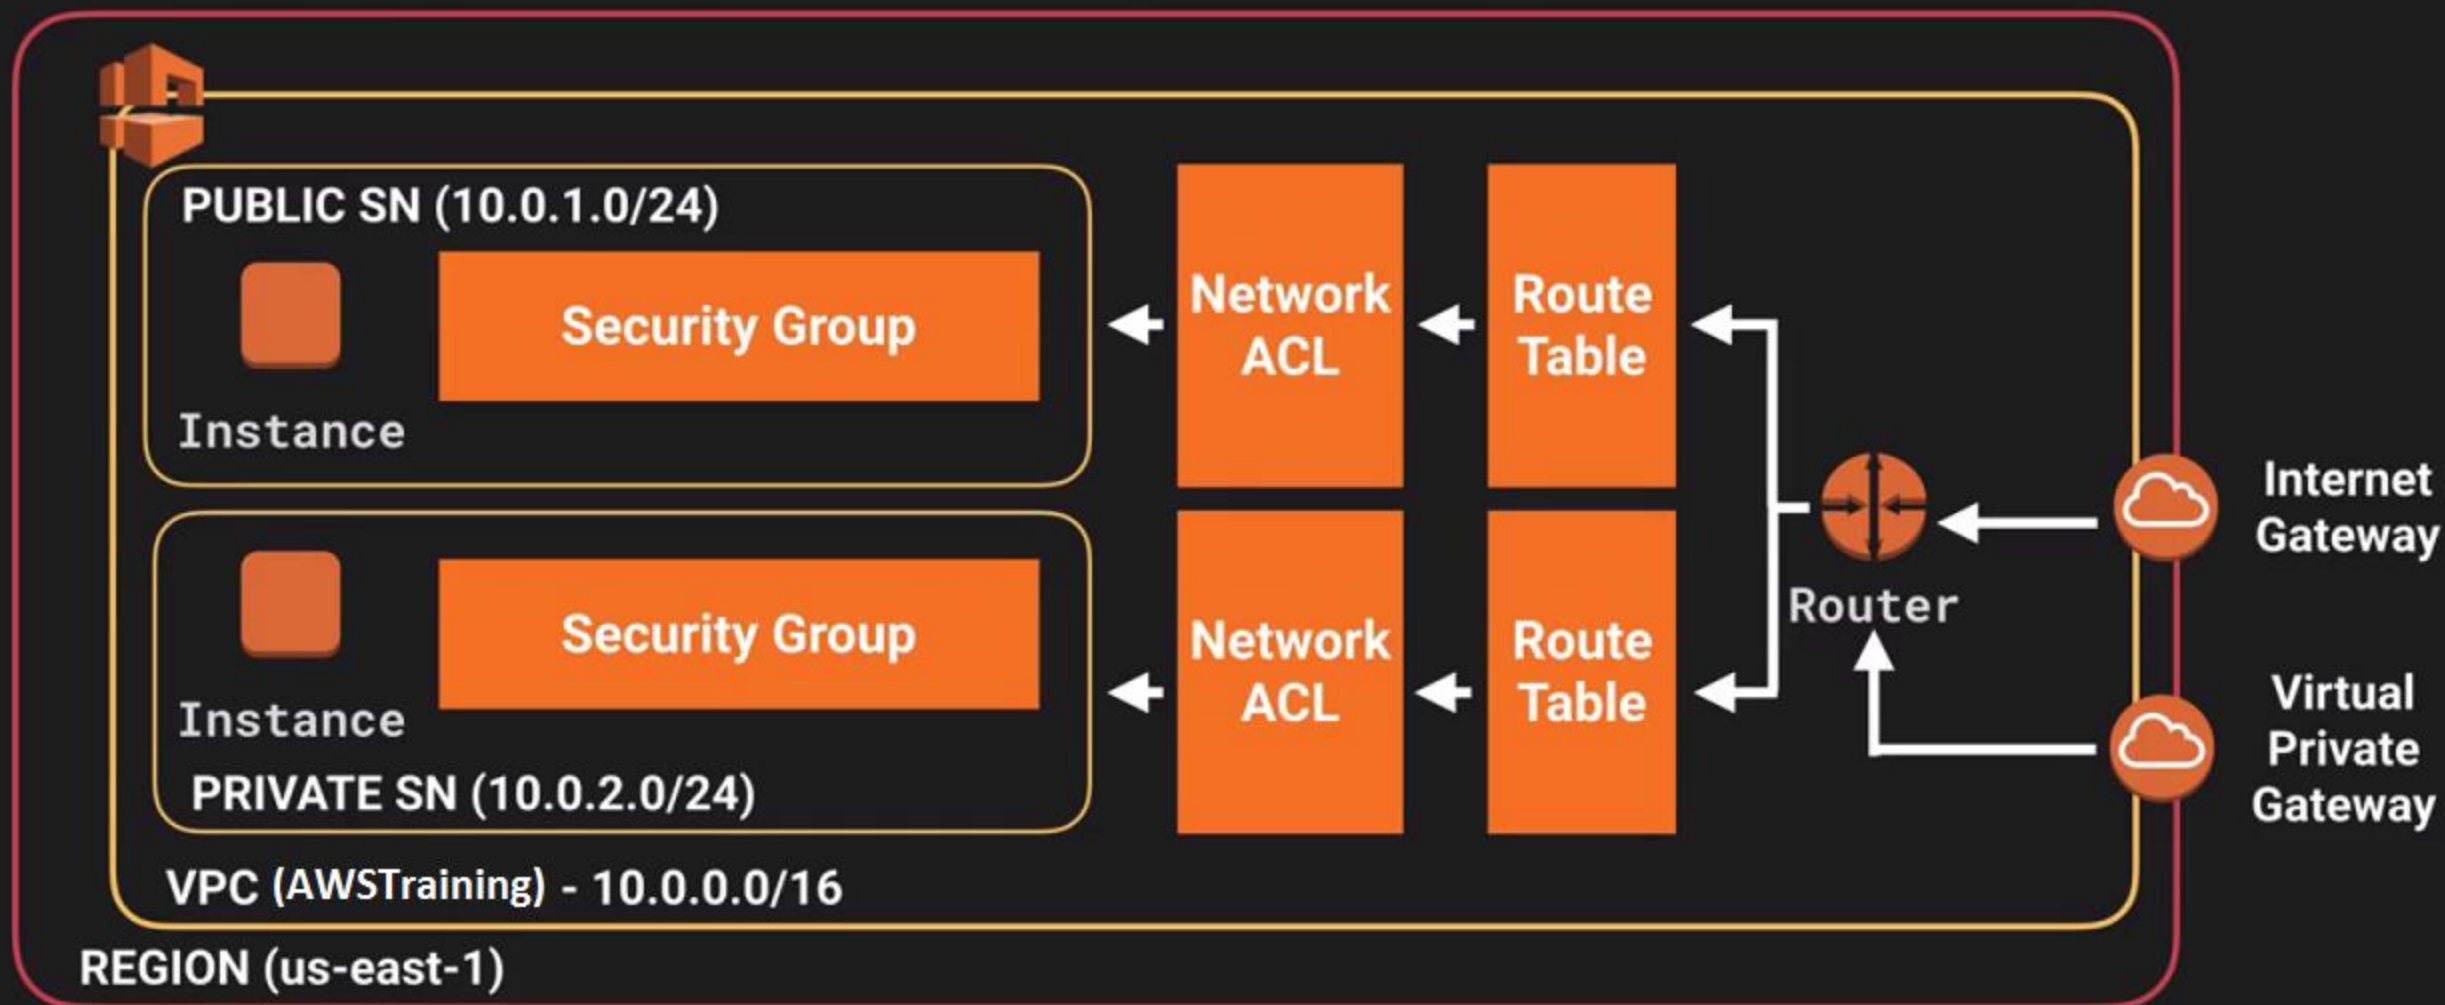 PUBLIC SN (10.0.1.0/24)
Security Group
Instance
Network
ACL
Route
Table
Security Group
Instance
PRIVATE SN (10.0.2.0/24)
Network
ACL
Route
Table
Router
Internet
Gateway
Virtual
Private
Gateway
VPC (AWSTraining) - 10.0.0.0/16
REGION (us-east-1)